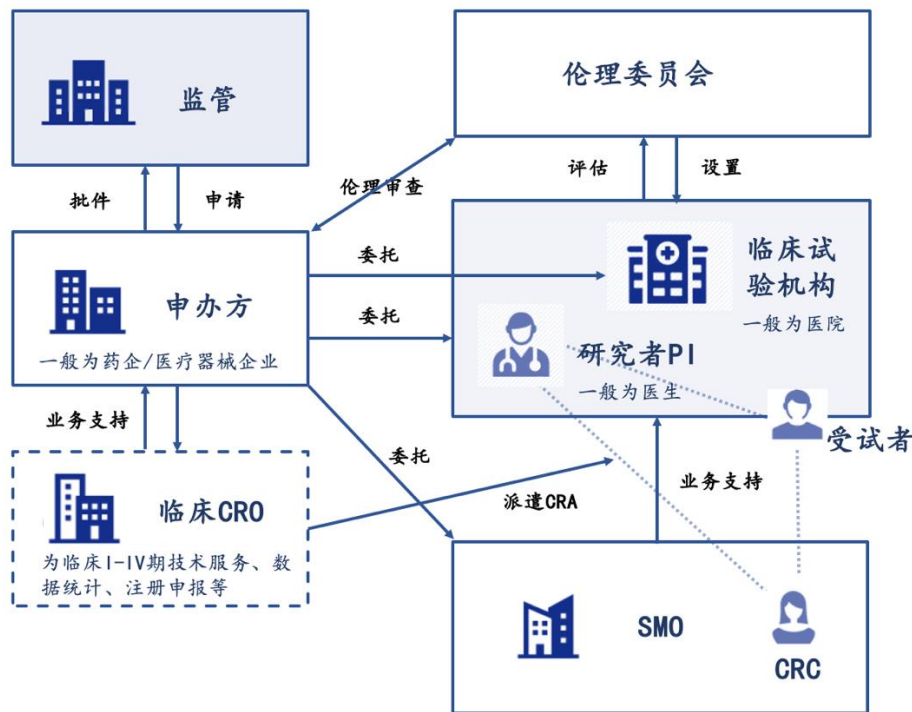 监管
伦理委员会
批件
申请
伦理审查
评估
设置
申办方
一般为药企/医疗器械企业
委托
委托
临床试
验机构
一般为医院
研究者PI
一般为医生
受试者
业务支持
委托
临床CRO
为临床I-IV期技术服务、数
据统计、注册申报等
派遣CRA
业务支持
SMO
CRC